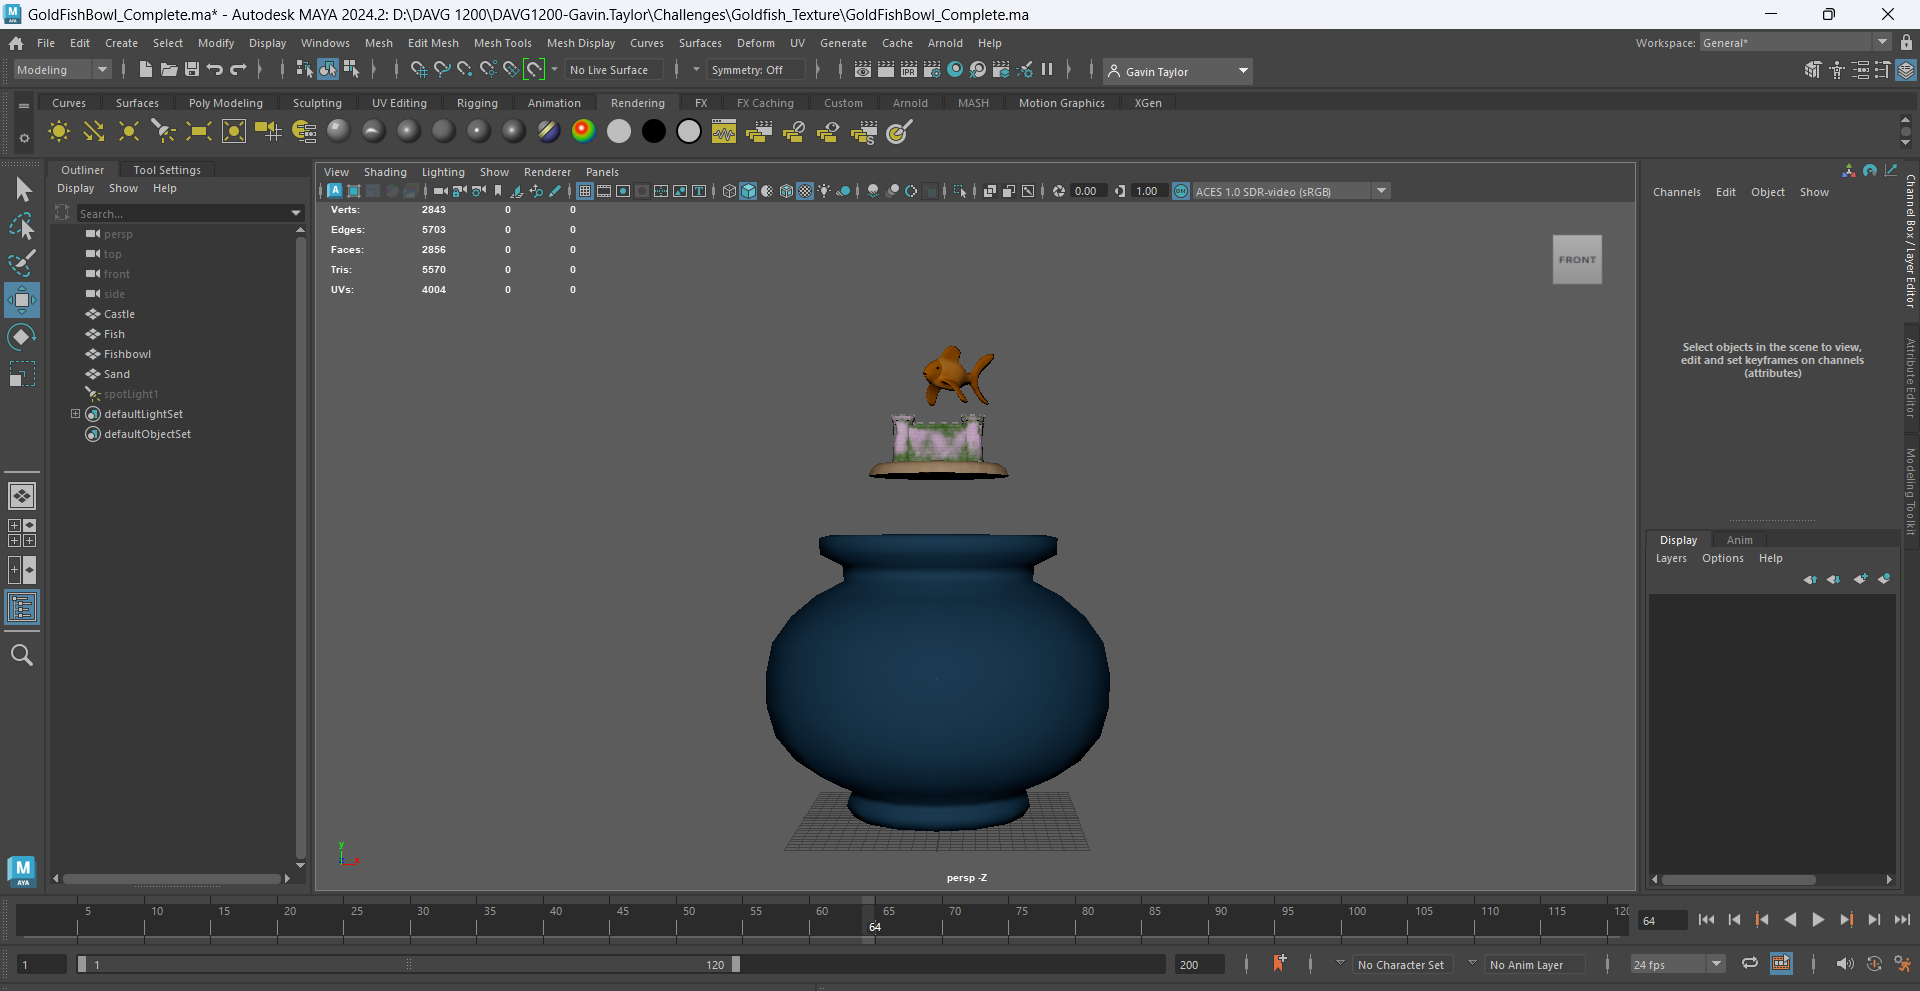 GoldFishBowl_Complete.ma* - Autodesk MAYA 2024.2: D:\DAVG 1200\DAVG1200-Gavin.Taylor\Challenges\Goldfish_Texture\GoldFishBowl_Complete.ma
File Edit Create Select Modify Display Windows Mesh Edit Mesh Mesh Tools Mesh Display Curves Surfaces Deform UV Generate Cache Arnold Help
Workspace: General*
Modeling No Live Surface Symmetry: Off Gavin Taylor
Curves Surfaces Poly Modeling Sculpting UV Editing Rigging Animation Rendering FX FX Caching Custom Arnold MASH Motion Graphics XGen
Outliner Tool Settings
Display Show Help
Search...
persp
top
front
side
Castle
Fish
Fishbowl
Sand
spotLight1
defaultLightSet
defaultObjectSet
View Shading Lighting Show Renderer Panels
0.00 1.00 ACES 1.0 SDR-video (sRGB)
Verts: 2843 0 0
Edges: 5703 0 0
Faces: 2856 0 0
Tris: 5570 0 0
UVs: 4004 0 0
FRONT
y
x
persp -Z
Channels Edit Object Show
Select objects in the scene to view,
edit and set keyframes on channels
(attributes)
Channel Box / Layer Editor
Attribute Editor
Modeling Toolkit
Display Anim
Layers Options Help
M
AYA
5 10 15 20 25 30 35 40 45 50 55 60 65 70 75 80 85 90 95 100 105 110 115 120
64
64
1 1 120 200 No Character Set No Anim Layer 24 fps